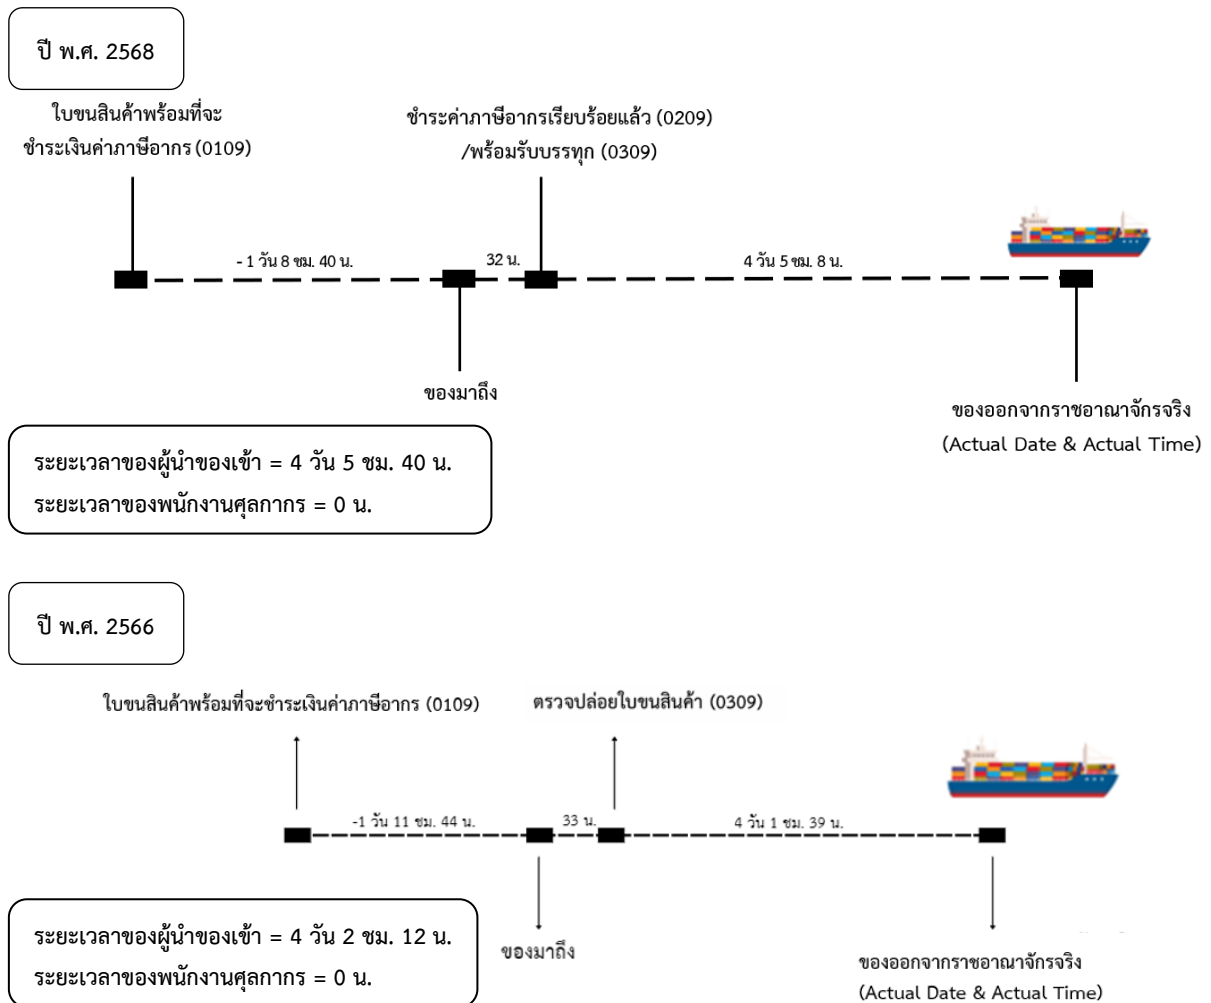 ปี พ.ศ. 2568
ใบขนสินค้าพร้อมที่จะ
ชำระเงินค่าภาษีอากร (0109)
ชำระค่าภาษีอากรเรียบร้อยแล้ว (0209)
/พร้อมรับบรรทุก (0309)
- 1 วัน 8 ชม. 40 น.
32 น.
4 วัน 5 ชม. 8 น.
ของมาถึง
ของออกจากราชอาณาจักรจริง
(Actual Date & Actual Time)
ระยะเวลาของผู้นำของเข้า = 4 วัน 5 ชม. 40 น.
ระยะเวลาของพนักงานศุลกากร = 0 น.
ปี พ.ศ. 2566
ใบขนสินค้าพร้อมที่จะชำระเงินค่าภาษีอากร (0109)
ตรวจปล่อยใบขนสินค้า (0309)
-1 วัน 11 ชม. 44 น.
33 น.
4 วัน 1 ชม. 39 น.
ของมาถึง
ของออกจากราชอาณาจักรจริง
(Actual Date & Actual Time)
ระยะเวลาของผู้นำของเข้า = 4 วัน 2 ชม. 12 น.
ระยะเวลาของพนักงานศุลกากร = 0 น.